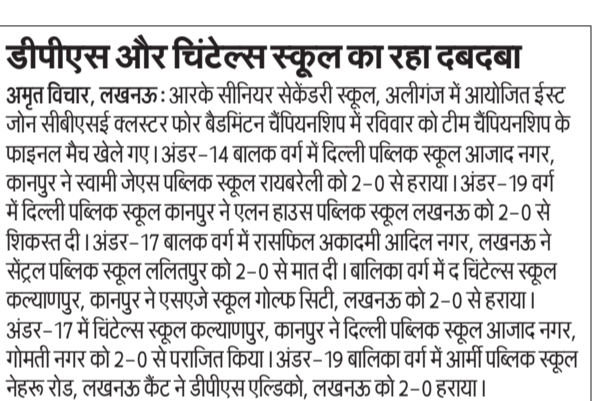 डीपीएस और चिंटेल्स स्कूल का रहा दबदबा
अमृत विचार, लखनऊ : आरके सीनियर सेकेंडरी स्कूल, अलीगंज में आयोजित ईस्ट
जोन सीबीएसई क्लस्टर फोर बैडमिंटन चैंपियनशिप में रविवार को टीम चैंपियनशिप के
फाइनल मैच खेले गए। अंडर-14 बालक वर्ग में दिल्ली पब्लिक स्कूल आजाद नगर,
कानपुर ने स्वामी जेएस पब्लिक स्कूल रायबरेली को 2-0 से हराया। अंडर-19 वर्ग
में दिल्ली पब्लिक स्कूल कानपुर ने एलन हाउस पब्लिक स्कूल लखनऊ को 2-0 से
शिकस्त दी। अंडर-17 बालक वर्ग में रासफिल अकादमी आदिल नगर, लखनऊ ने
सेंट्रल पब्लिक स्कूल ललितपुर को 2-0 से मात दी। बालिका वर्ग में द चिंटेल्स स्कूल
कल्याणपुर, कानपुर ने एसएजे स्कूल गोल्फ सिटी, लखनऊ को 2-0 से हराया।
अंडर-17 में चिंटेल्स स्कूल कल्याणपुर, कानपुर ने दिल्ली पब्लिक स्कूल आजाद नगर,
गोमती नगर को 2-0 से पराजित किया। अंडर-19 बालिका वर्ग में आर्मी पब्लिक स्कूल
नेहरू रोड, लखनऊ कैंट ने डीपीएस एल्डिको, लखनऊ को 2-0 हराया।